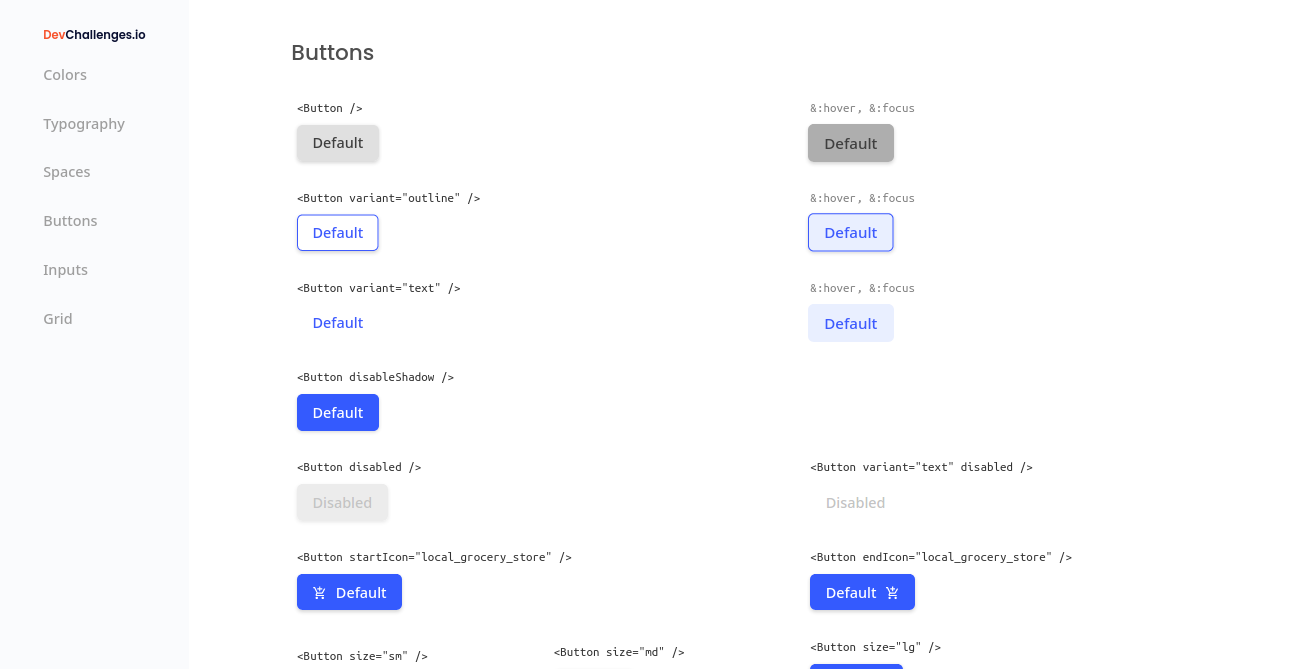 DevChallenges.io
Colors
Typography
Spaces
Buttons
Inputs
Grid
Buttons
<Button />
&:hover, &:focus
Default
Default
<Button variant="outline" />
&:hover, &:focus
Default
Default
<Button variant="text" />
&:hover, &:focus
Default
Default
<Button disableShadow />
Default
<Button disabled />
<Button variant="text" disabled />
Disabled
Disabled
<Button startIcon="local_grocery_store" />
<Button endIcon="local_grocery_store" />
Default
Default
<Button size="sm" />
<Button size="md" />
<Button size="lg" />